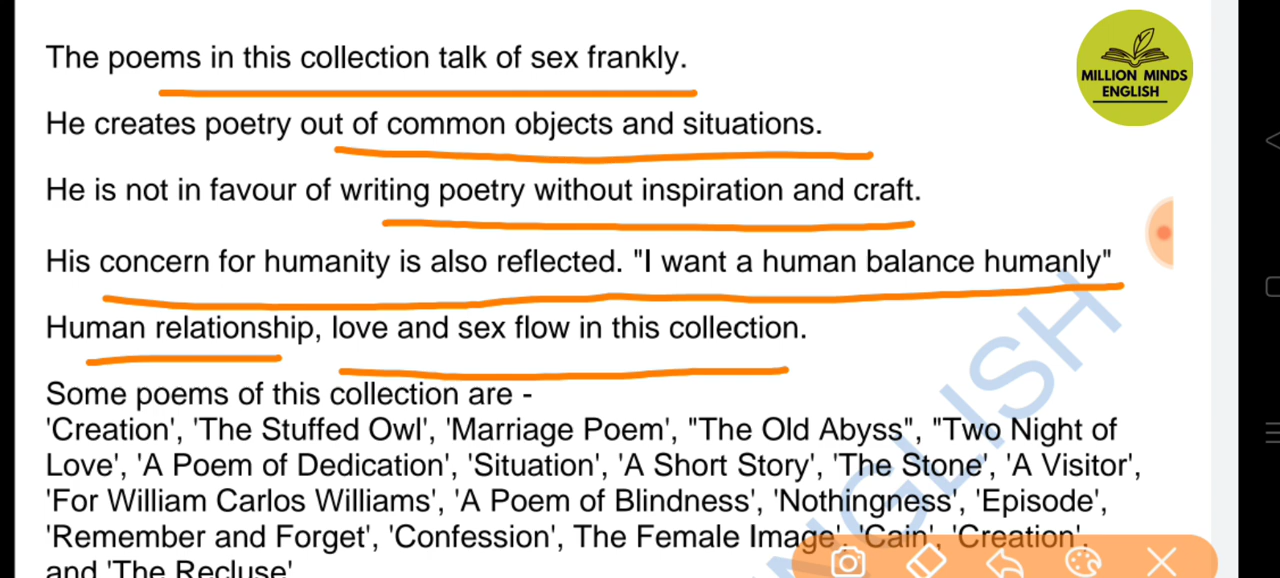 The poems in this collection talk of sex frankly.
MILLION MINDS
ENGLISH
He creates poetry out of common objects and situations.
He is not in favour of writing poetry without inspiration and craft.
His concern for humanity is also reflected. "I want a human balance humanly"
Human relationship, love and sex flow in this collection.
Some poems of this collection are -
'Creation', 'The Stuffed Owl', 'Marriage Poem', "The Old Abyss", "Two Night of
Love', 'A Poem of Dedication', 'Situation', 'A Short Story', 'The Stone', 'A Visitor',
'For William Carlos Williams', 'A Poem of Blindness', 'Nothingness', 'Episode',
'Remember and Forget', 'Confession', The Female Image', 'Cain', 'Creation',
and 'The Recluse'
ENGLISH